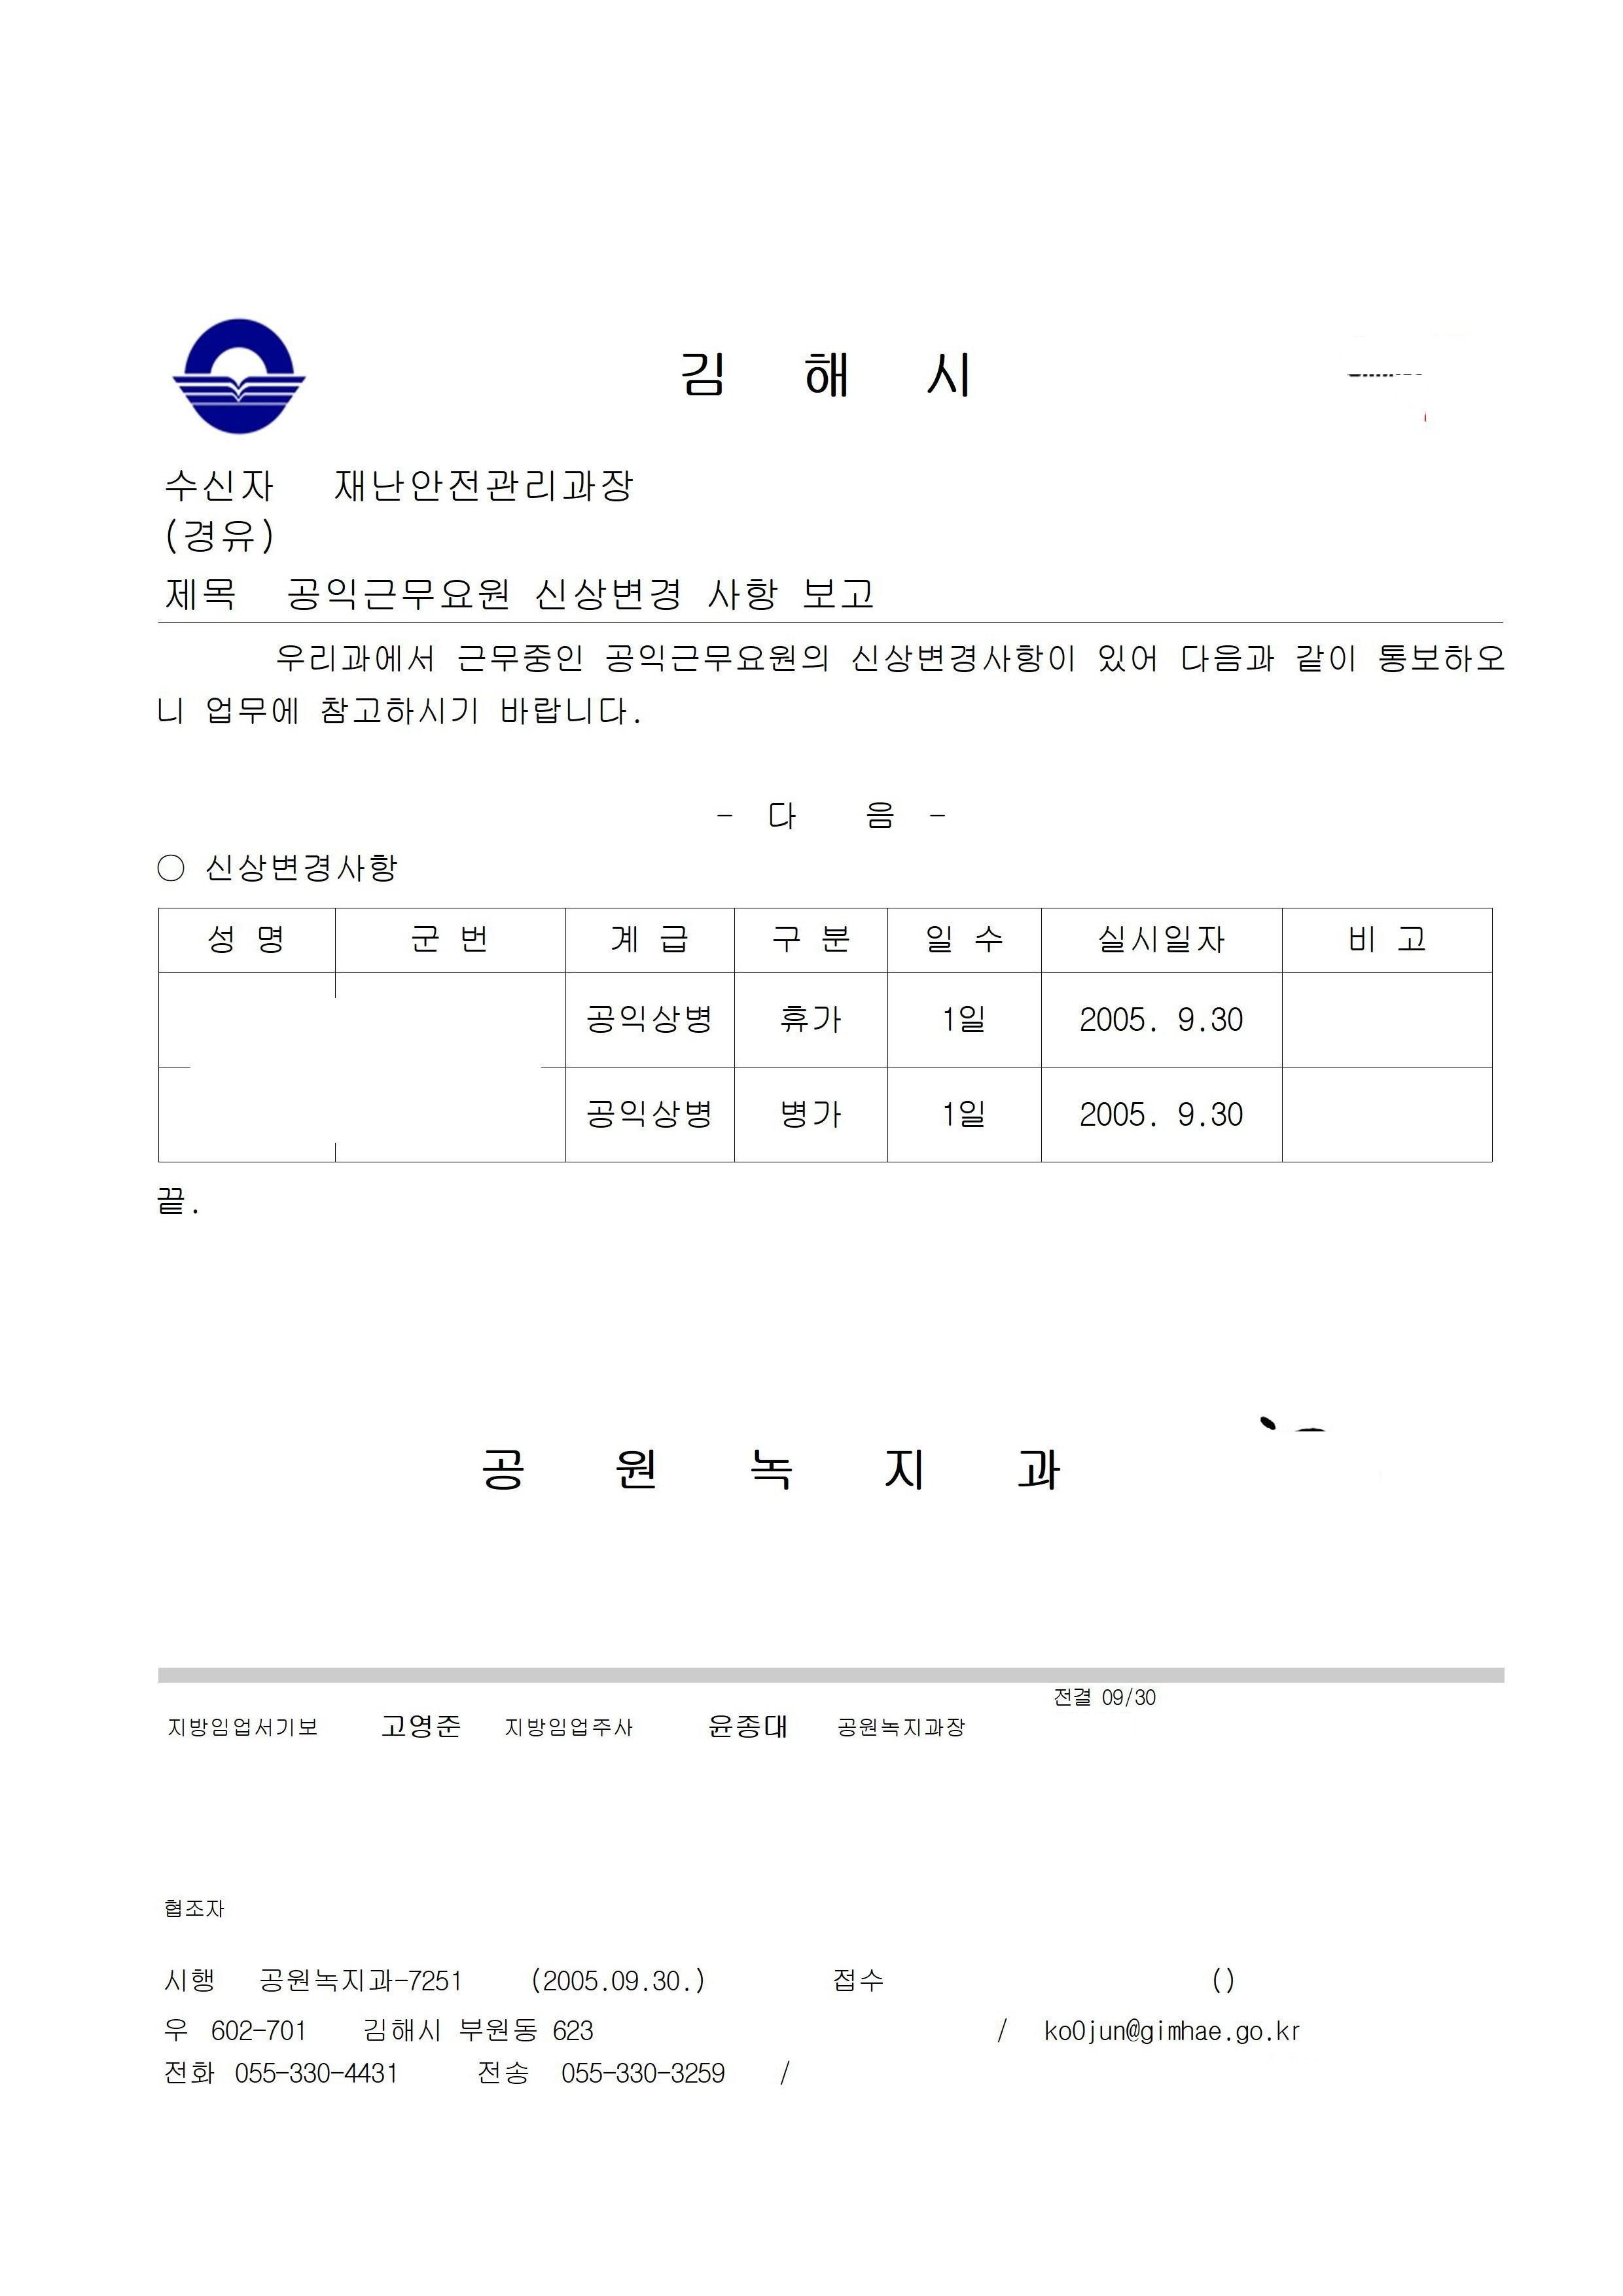 김 해 시
수신자 재난안전관리과장
(경유)
제목 공익근무요원 신상변경 사항 보고
우리과에서 근무중인 공익근무요원의 신상변경사항이 있어 다음과 같이 통보하오
니 업무에 참고하시기 바랍니다.
- 다 음 -
○ 신상변경사항
성 명 군 번 계 급 구 분 일 수 실시일자 비 고
공익상병 휴가 1일 2005. 9.30
공익상병 병가 1일 2005. 9.30
끝.
공 원 녹 지 과
전결 09/30
지방임업서기보 고영준 지방임업주사 윤종대 공원녹지과장
협조자
시행 공원녹지과-7251 (2005.09.30.) 접수 ()
우 602-701 김해시 부원동 623 / ko0jun@gimhae.go.kr
전화 055-330-4431 전송 055-330-3259 /